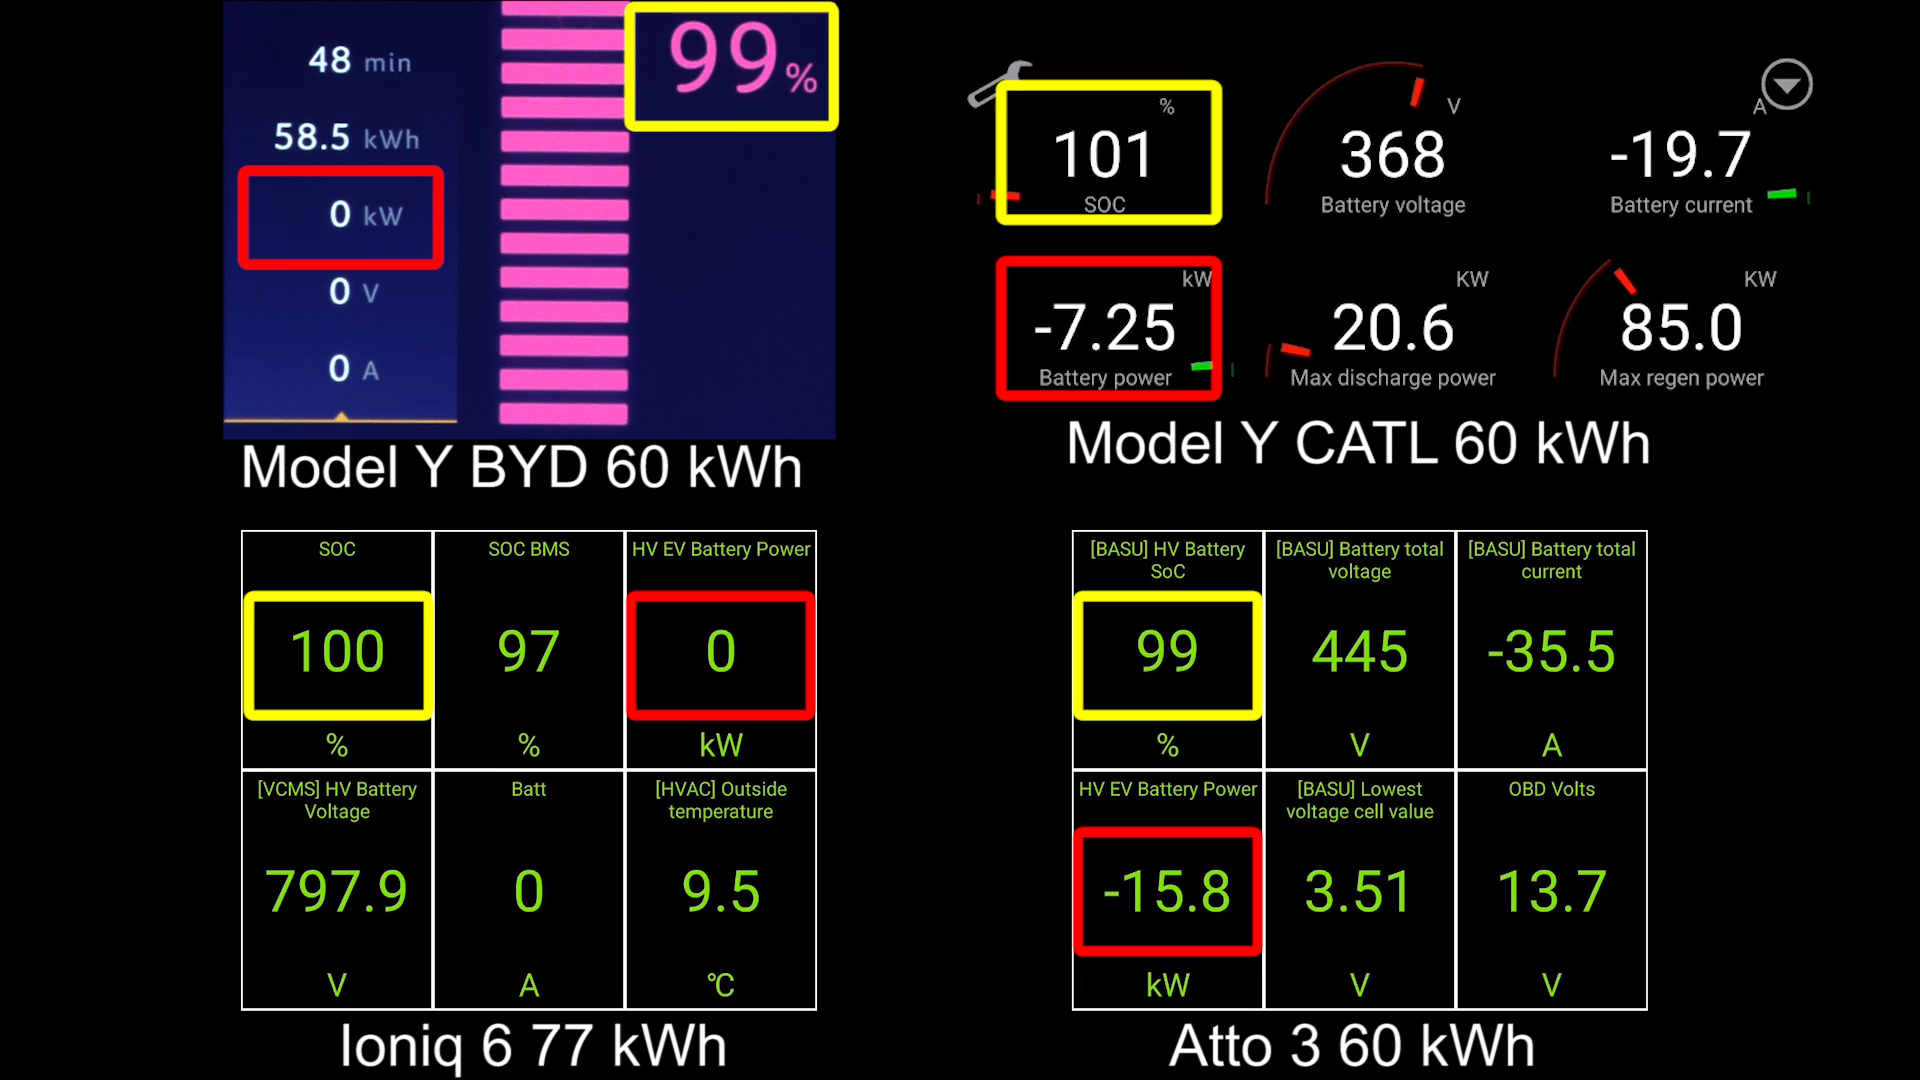 48 min
58.5 kWh
0 kW
0 V
0 A
99%
Model Y BYD 60 kWh
%
101
SOC
V
368
Battery voltage
A
-19.7
Battery current
kW
-7.25
Battery power
KW
20.6
Max discharge power
KW
85.0
Max regen power
Model Y CATL 60 kWh
SOC
100
%
SOC BMS
97
%
HV EV Battery Power
0
kW
[VCMS] HV Battery
Voltage
797.9
V
Batt
0
A
[HVAC] Outside
temperature
9.5
°C
Ioniq 6 77 kWh
[BASU] HV Battery
SoC
99
%
[BASU] Battery total
voltage
445
V
[BASU] Battery total
current
-35.5
A
HV EV Battery Power
-15.8
kW
[BASU] Lowest
voltage cell value
3.51
V
OBD Volts
13.7
V
Atto 3 60 kWh